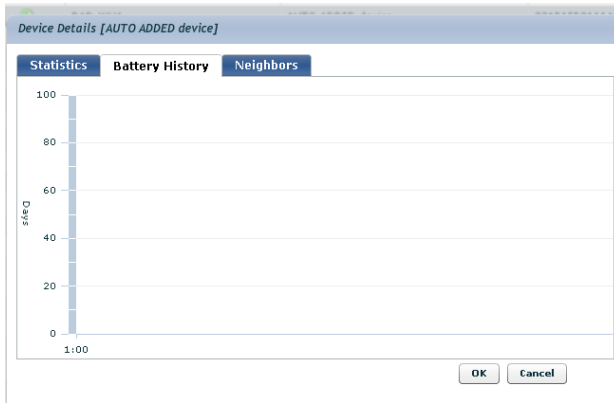 Device Details [AUTO ADDED device]
Statistics Battery History Neighbors
100
80
60
Days
40
20
0
1:00
OK Cancel